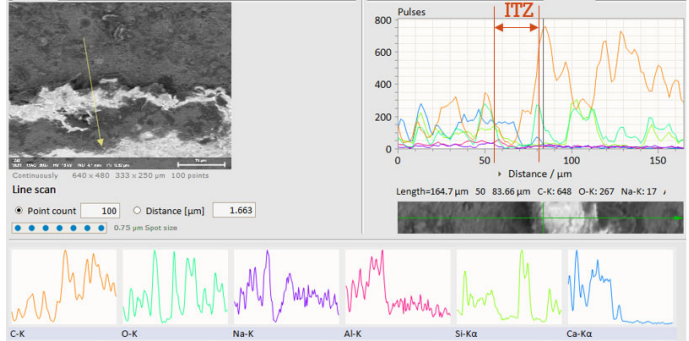 Pulses
ITZ
800
600
400
200
0
0 50 100 150
Distance / µm
Continuously 640 x 480 333 x 250 µm 100 points
Line scan
Point count 100 Distance [µm] 1.663
0.75 µm Spot size
Length=164.7 µm 50 83.66 µm C-K: 648 O-K: 267 Na-K: 17
C-K O-K Na-K Al-K Si-Kα Ca-Kα